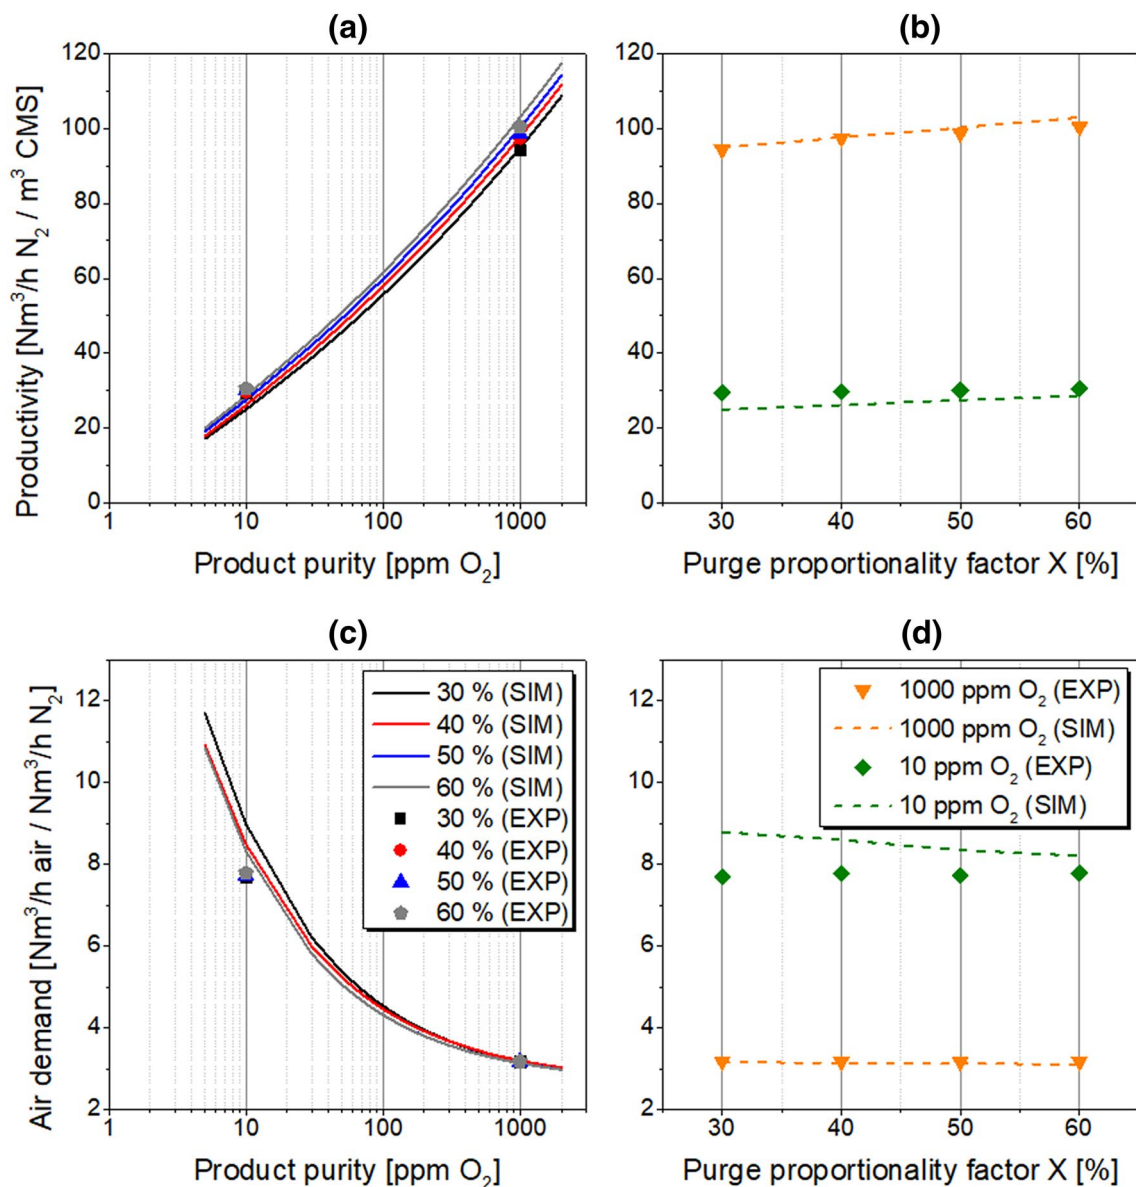 (a)
(b)
120
100
80
60
40
20
0
1
10
100
1000
Productivity [Nm³/h N₂ / m³ CMS]
Product purity [ppm O₂]
120
100
80
60
40
20
0
30
40
50
60
Purge proportionality factor X [%]
(c)
(d)
12
10
8
6
4
2
1
10
100
1000
Air demand [Nm³/h air / Nm³/h N₂]
Product purity [ppm O₂]
30 % (SIM)
40 % (SIM)
50 % (SIM)
60 % (SIM)
30 % (EXP)
40 % (EXP)
50 % (EXP)
60 % (EXP)
12
10
8
6
4
2
30
40
50
60
Purge proportionality factor X [%]
1000 ppm O₂ (EXP)
1000 ppm O₂ (SIM)
10 ppm O₂ (EXP)
10 ppm O₂ (SIM)